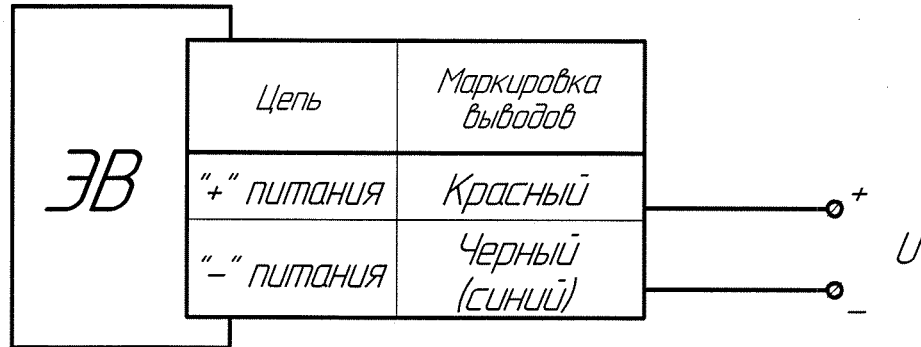 ЭВ
Цепь
Маркировка
выводов
"+" питания
Красный
"–" питания
Черный
(синий)
+
U
–